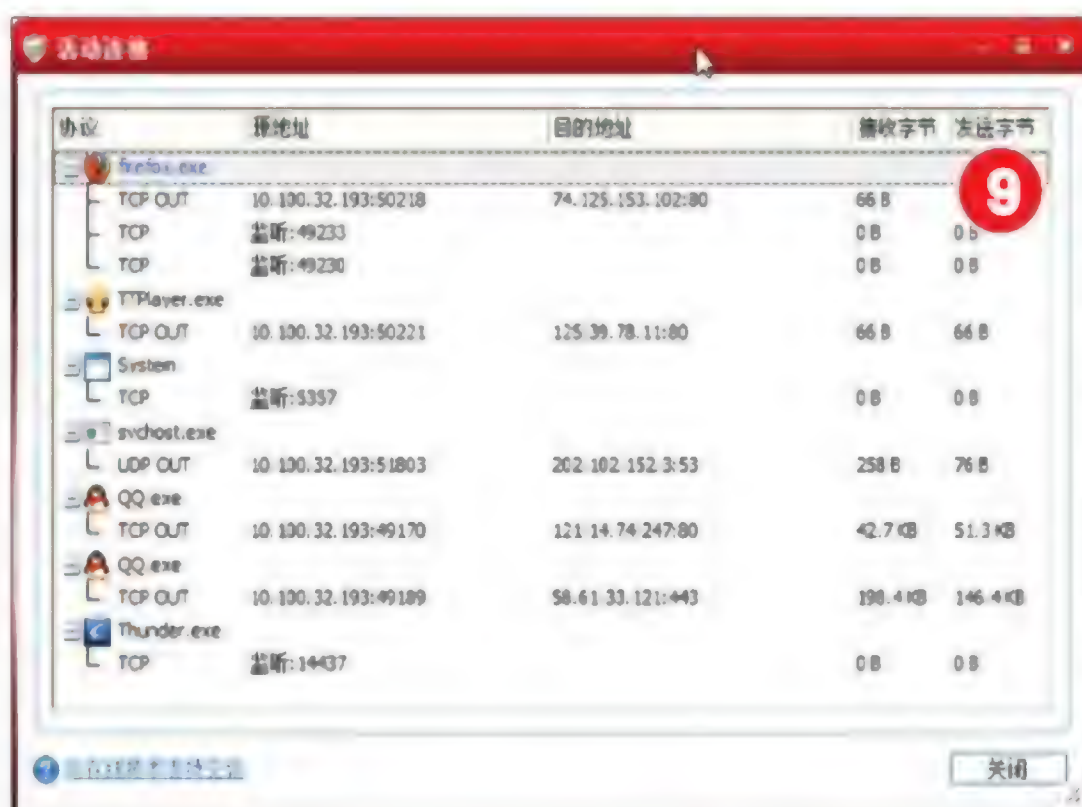 活动连接
协议 源地址 目的地址 接收字节 发送字节
firefox.exe
TCP OUT 10.100.32.193:50218 74.125.153.102:80 66 B
9
TCP 监听:49233 0 B 0 B
TCP 监听:49230 0 B 0 B
TTPlayer.exe
TCP OUT 10.100.32.193:50221 125.39.78.11:80 66 B 66 B
System
TCP 监听:5357 0 B 0 B
svchost.exe
UDP OUT 10.100.32.193:51803 202.102.152.3:53 258 B 76 B
QQ.exe
TCP OUT 10.100.32.193:49170 121.14.74.247:80 42.7 KB 51.3 KB
QQ.exe
TCP OUT 10.100.32.193:49189 58.61.33.121:443 198.4 KB 146.4 KB
Thunder.exe
TCP 监听:14437 0 B 0 B
关闭